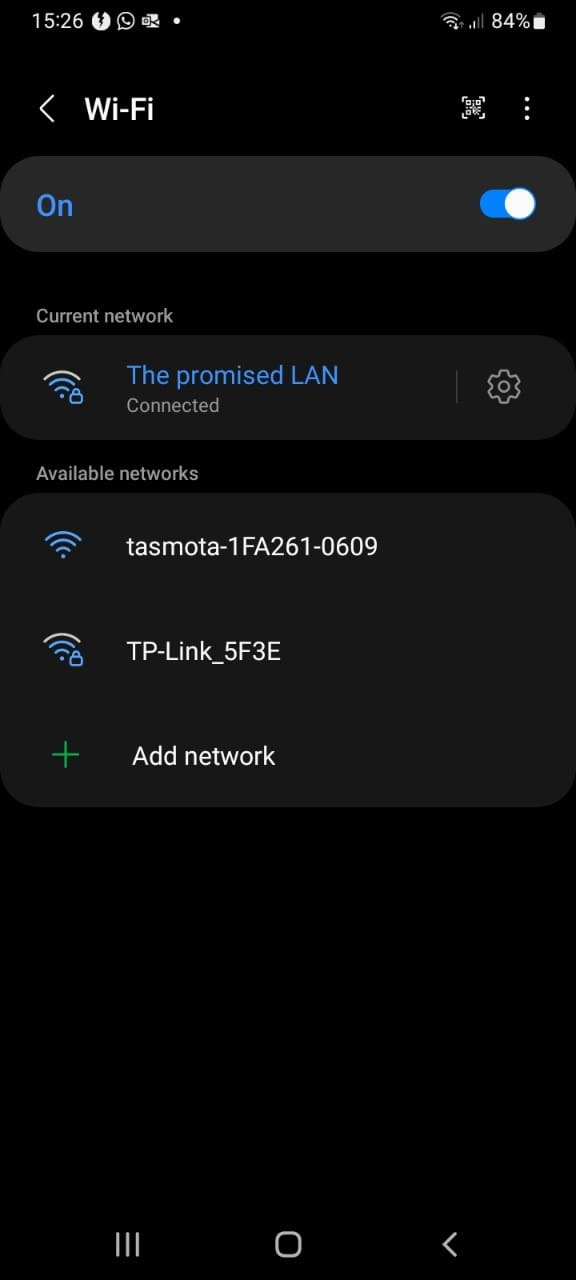 15:26 84%
Wi-Fi
On
Current network
The promised LAN
Connected
Available networks
tasmota-1FA261-0609
TP-Link_5F3E
Add network